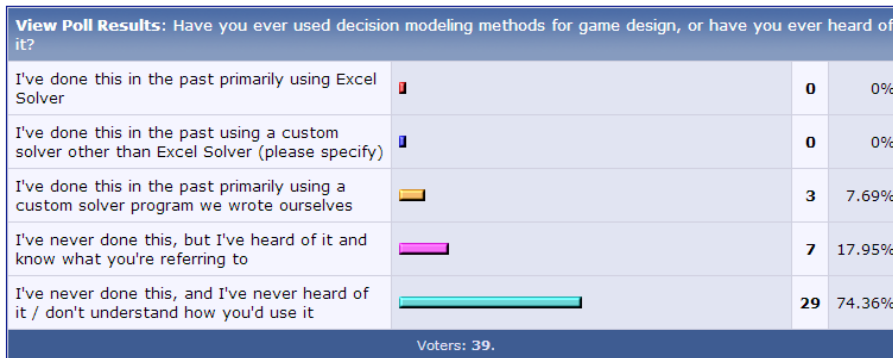 View Poll Results: Have you ever used decision modeling methods for game design, or have you ever heard of
it?
I've done this in the past primarily using Excel
Solver
0
0%
I've done this in the past using a custom
solver other than Excel Solver (please specify)
0
0%
I've done this in the past primarily using a
custom solver program we wrote ourselves
3
7.69%
I've never done this, but I've heard of it and
know what you're referring to
7
17.95%
I've never done this, and I've never heard of
it / don't understand how you'd use it
29
74.36%
Voters: 39.